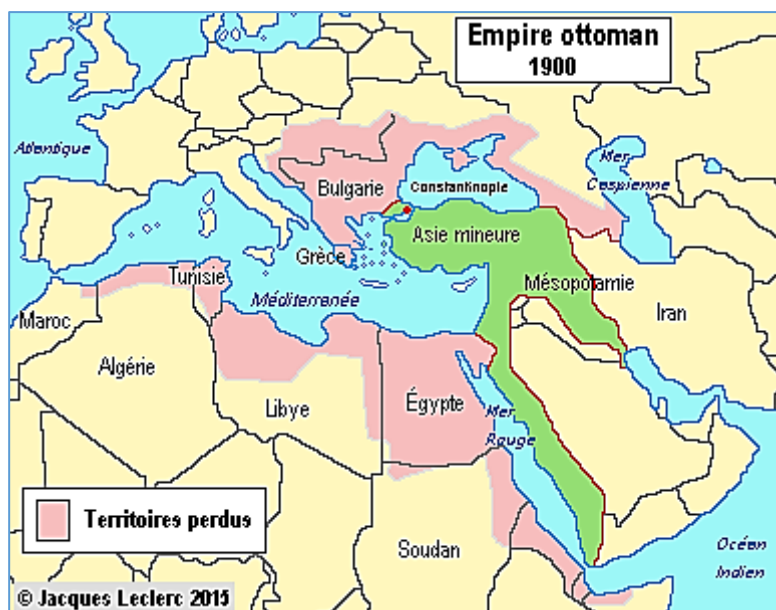 Empire ottoman
1900
Atlantique
Mer
Caspienne
Bulgarie
Constantinople
Asie mineure
Grèce
Tunisie
Mésopotamie
Méditerranée
Iran
Maroc
Algérie
Libye
Égypte
Mer
Rouge
Territoires perdus
Soudan
Océan
Indien
© Jacques Leclerc 2015